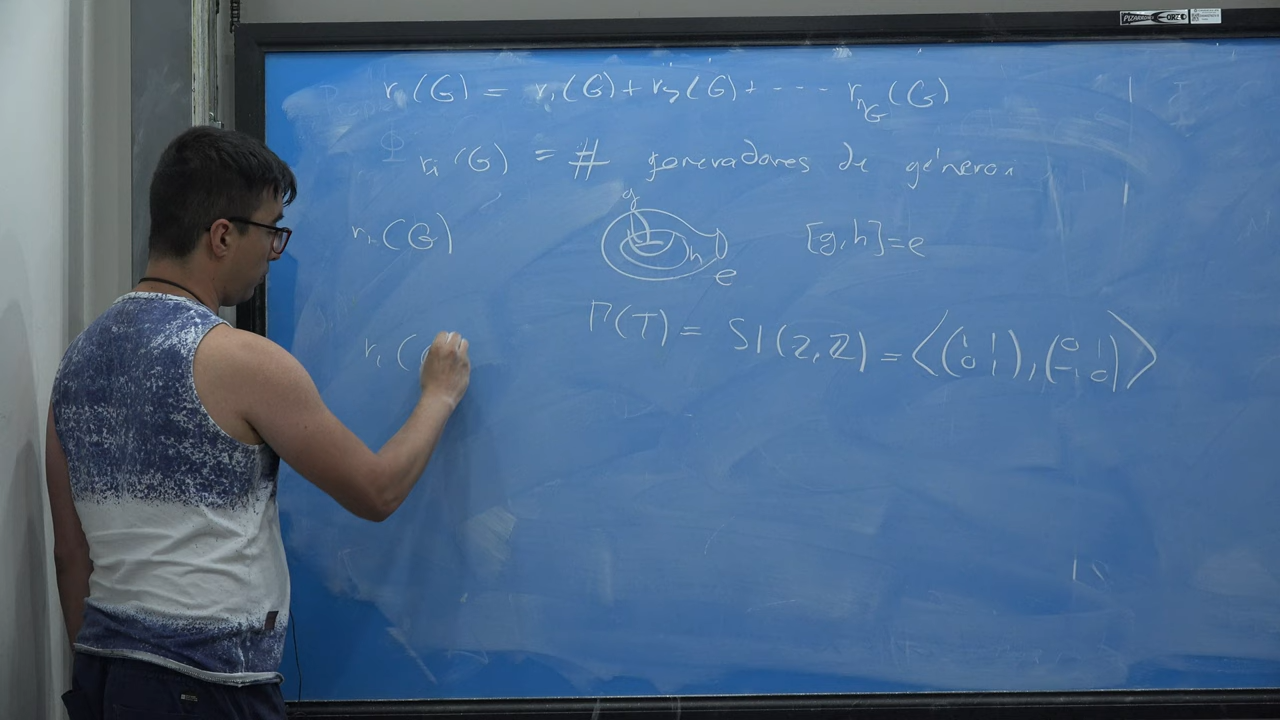 r(G) = r₁(G) + r₂(G) + ---- r_{n_G}(G)
rᵢ(G) = # generadores de género i
r₁(G)
g
h
e
[g,h]=e
Γ(T) = Sl(2,Z) = ⟨(1 1 0 1), (0 1 -1 0)⟩
r₁(
PIZARRONES